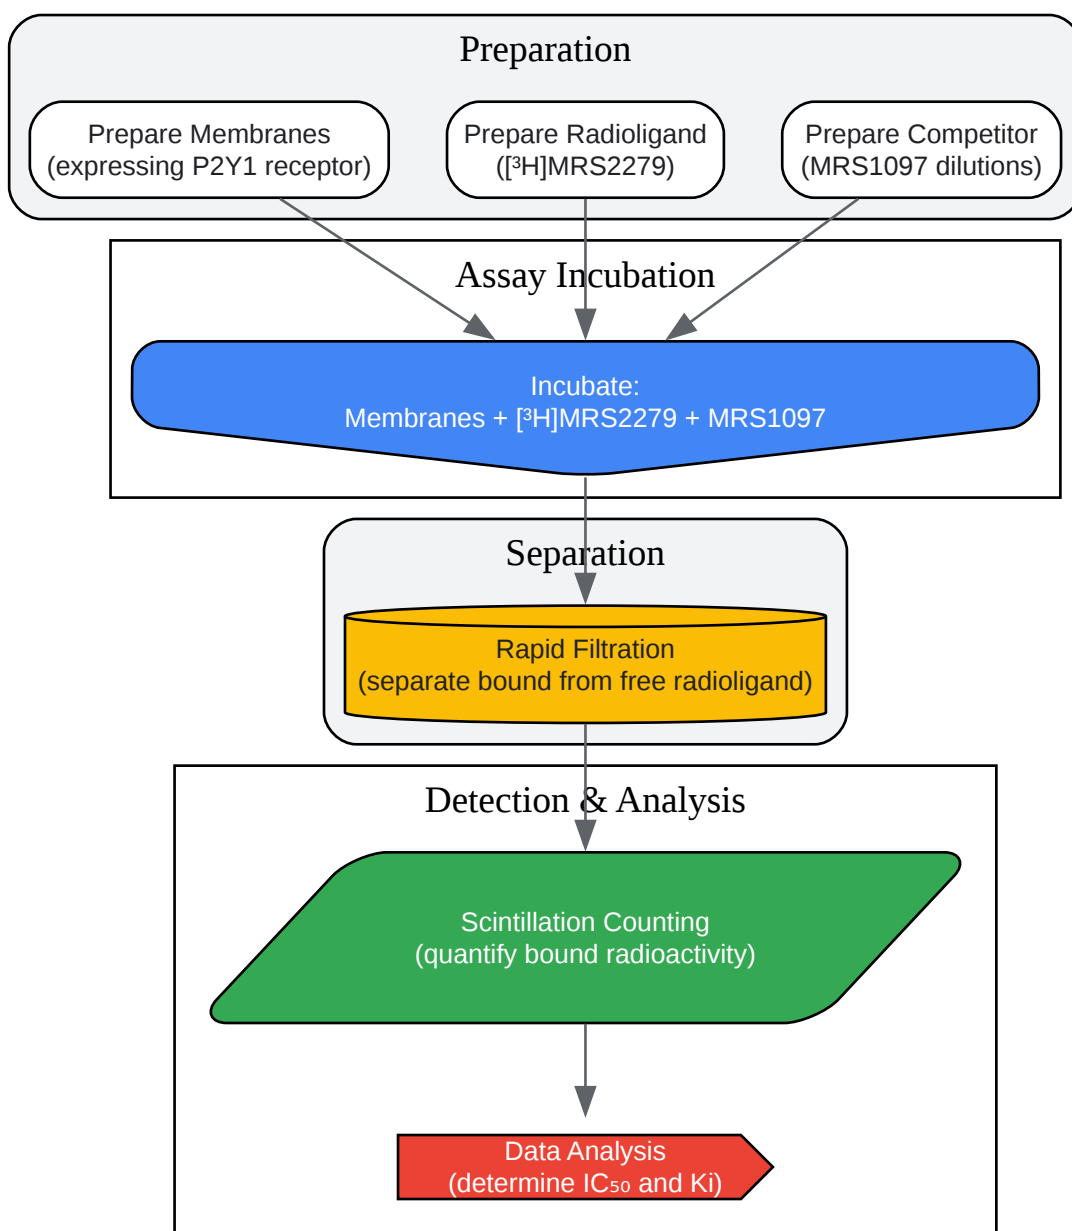 Preparation
Prepare Membranes
(expressing P2Y1 receptor)
Prepare Radioligand
([³H]MRS2279)
Prepare Competitor
(MRS1097 dilutions)
Assay Incubation
Incubate:
Membranes + [³H]MRS2279 + MRS1097
Separation
Rapid Filtration
(separate bound from free radioligand)
Detection & Analysis
Scintillation Counting
(quantify bound radioactivity)
Data Analysis
(determine IC₅₀ and Ki)